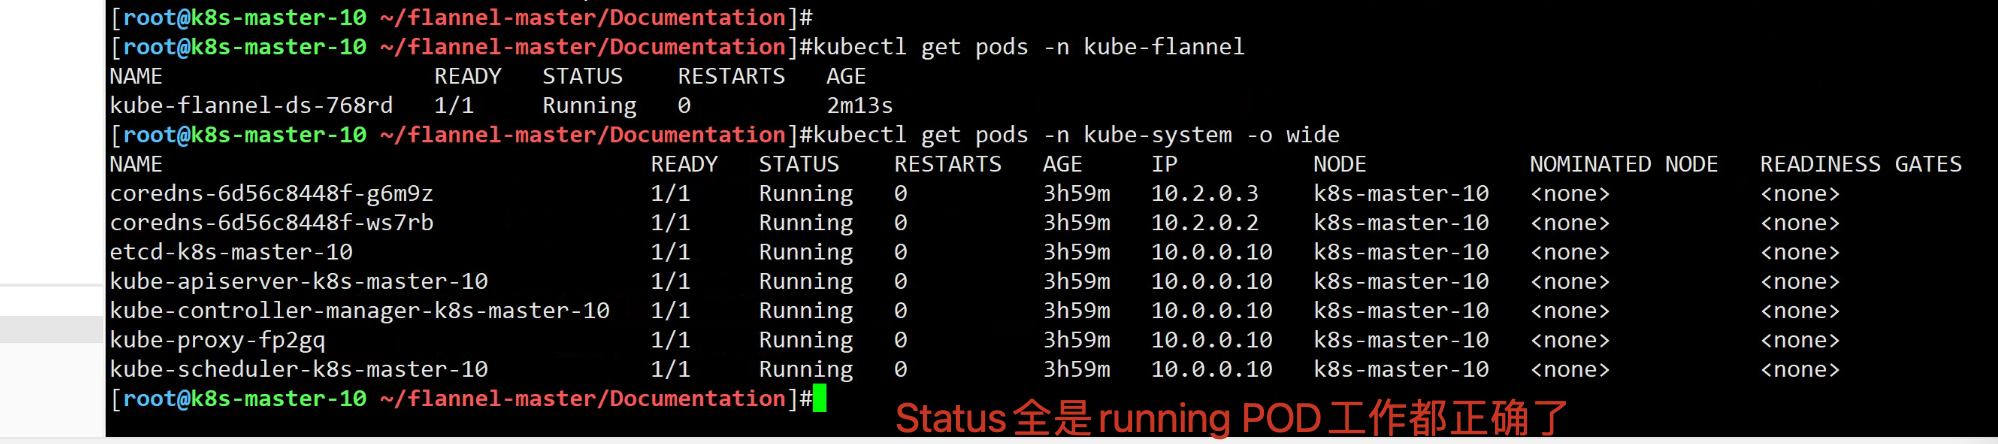 [root@k8s-master-10 ~/flannel-master/Documentation]#
[root@k8s-master-10 ~/flannel-master/Documentation]#kubectl get pods -n kube-flannel
NAME                    READY   STATUS    RESTARTS   AGE
kube-flannel-ds-768rd   1/1     Running   0          2m13s
[root@k8s-master-10 ~/flannel-master/Documentation]#kubectl get pods -n kube-system -o wide
NAME                                    READY   STATUS    RESTARTS   AGE     IP          NODE            NOMINATED NODE   READINESS GATES
coredns-6d56c8448f-g6m9z                1/1     Running   0          3h59m   10.2.0.3    k8s-master-10   <none>           <none>
coredns-6d56c8448f-ws7rb                1/1     Running   0          3h59m   10.2.0.2    k8s-master-10   <none>           <none>
etcd-k8s-master-10                      1/1     Running   0          3h59m   10.0.0.10   k8s-master-10   <none>           <none>
kube-apiserver-k8s-master-10            1/1     Running   0          3h59m   10.0.0.10   k8s-master-10   <none>           <none>
kube-controller-manager-k8s-master-10   1/1     Running   0          3h59m   10.0.0.10   k8s-master-10   <none>           <none>
kube-proxy-fp2gq                        1/1     Running   0          3h59m   10.0.0.10   k8s-master-10   <none>           <none>
kube-scheduler-k8s-master-10            1/1     Running   0          3h59m   10.0.0.10   k8s-master-10   <none>           <none>
[root@k8s-master-10 ~/flannel-master/Documentation]#
Status全是running POD工作都正确了